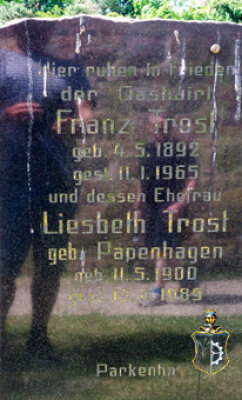 Hier ruhen in Frieden
der Gastwirt
Franz Trost
geb. 4.5.1892
gest. 11.1.1965
und dessen Ehefrau
Liesbeth Trost
geb. Papenhagen
geb. 11.5.1900
1989
Parkentin